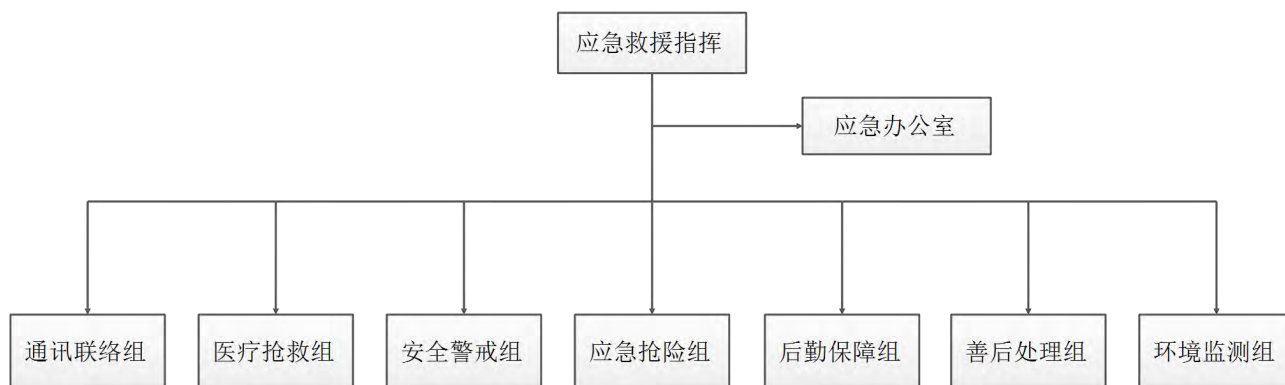 应急救援指挥
应急办公室
通讯联络组
医疗抢救组
安全警戒组
应急抢险组
后勤保障组
善后处理组
环境监测组